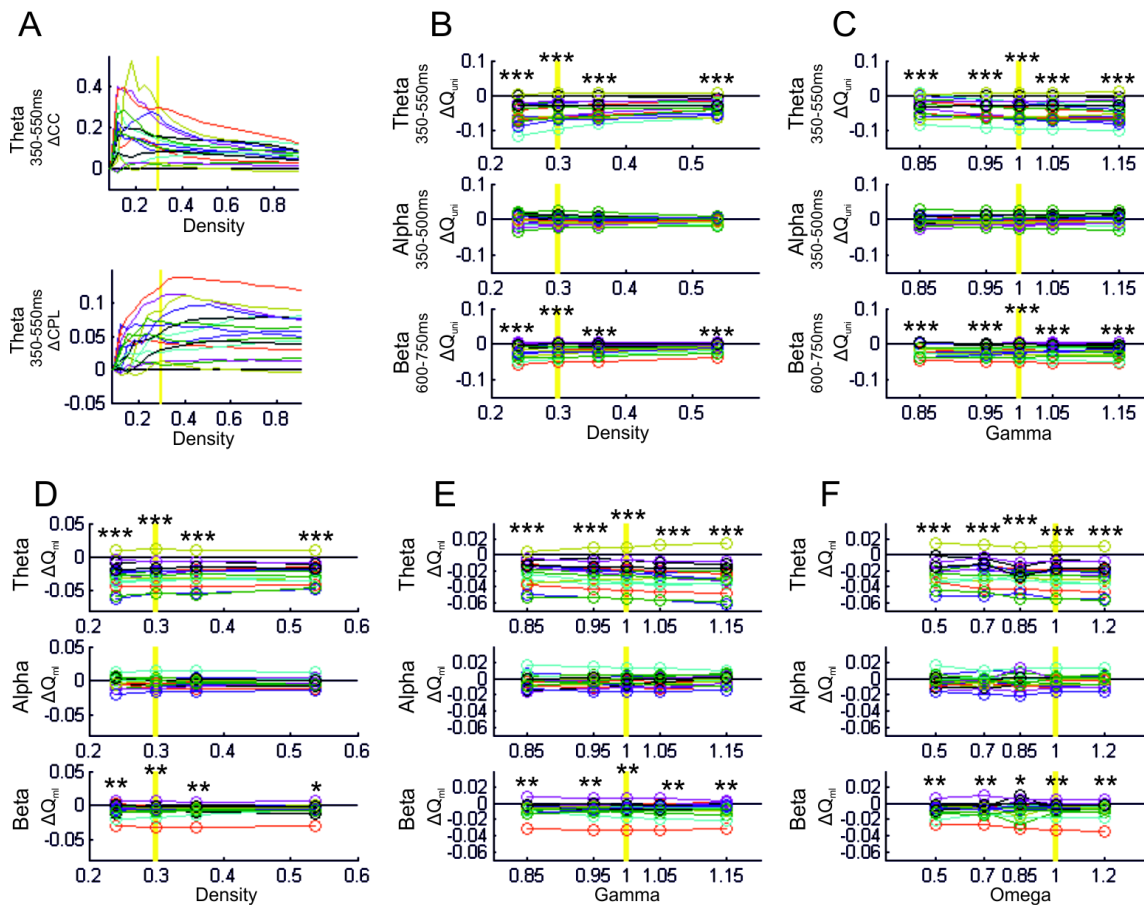 A
Theta
350-550ms
ΔCC
0.4
0.2
0
0.2 0.4 0.6 0.8
Density
Theta
350-550ms
ΔCPL
0.1
0.05
0
-0.05
0.2 0.4 0.6 0.8
Density
B
*** *** *** ***
Theta
350-550ms
ΔQuni
0.1
0
-0.1
0.2 0.3 0.4 0.5
Alpha
350-500ms
ΔQuni
0.1
0
-0.1
0.2 0.3 0.4 0.5
*** *** *** ***
Beta
600-750ms
ΔQuni
0.1
0
-0.1
0.2 0.3 0.4 0.5
Density
C
*** *** *** *** ***
Theta
350-550ms
ΔQuni
0.1
0
-0.1
0.85 0.95 1 1.05 1.15
Alpha
350-500ms
ΔQuni
0.1
0
-0.1
0.85 0.95 1 1.05 1.15
*** *** *** *** ***
Beta
600-750ms
ΔQuni
0.1
0
-0.1
0.85 0.95 1 1.05 1.15
Gamma
D
*** *** *** ***
Theta
ΔQml
0.05
0
-0.05
0.2 0.3 0.4 0.5 0.6
Alpha
ΔQml
0.05
0
-0.05
0.2 0.3 0.4 0.5 0.6
** ** ** *
Beta
ΔQml
0.05
0
-0.05
0.2 0.3 0.4 0.5 0.6
Density
E
*** *** *** *** ***
Theta
ΔQml
0.02
0
-0.02
-0.04
-0.06
0.85 0.95 1 1.05 1.15
Alpha
ΔQml
0.02
0
-0.02
-0.04
-0.06
0.85 0.95 1 1.05 1.15
** ** ** ** **
Beta
ΔQml
0.02
0
-0.02
-0.04
-0.06
0.85 0.95 1 1.05 1.15
Gamma
F
*** *** *** *** ***
Theta
ΔQml
0.02
0
-0.02
-0.04
-0.06
0.5 0.7 0.85 1 1.2
Alpha
ΔQml
0.02
0
-0.02
-0.04
-0.06
0.5 0.7 0.85 1 1.2
** ** * ** **
Beta
ΔQml
0.02
0
-0.02
-0.04
-0.06
0.5 0.7 0.85 1 1.2
Omega